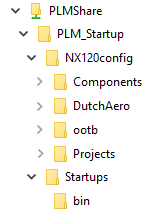 PLMShare
PLM_Startup
NX120config
Components
DutchAero
ootb
Projects
Startups
bin